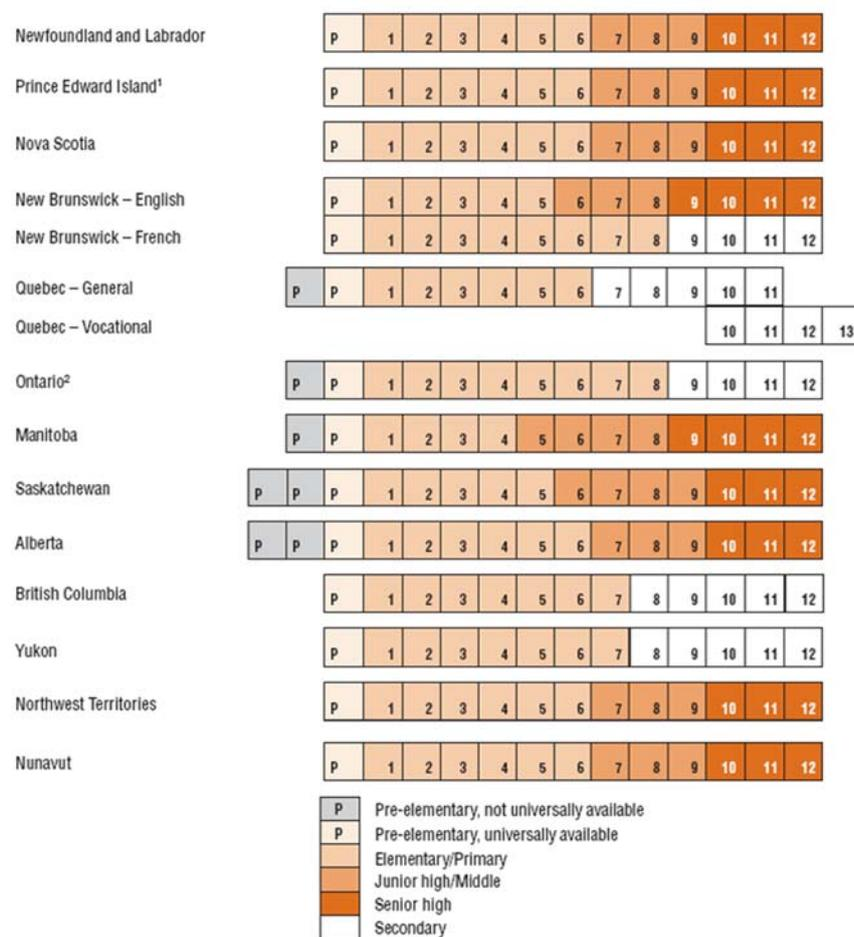 Newfoundland and Labrador P 1 2 3 4 5 6 7 8 9 10 11 12
Prince Edward Island¹ P 1 2 3 4 5 6 7 8 9 10 11 12
Nova Scotia P 1 2 3 4 5 6 7 8 9 10 11 12
New Brunswick – English P 1 2 3 4 5 6 7 8 9 10 11 12
New Brunswick – French P 1 2 3 4 5 6 7 8 9 10 11 12
Quebec – General P P 1 2 3 4 5 6 7 8 9 10 11
Quebec – Vocational 10 11 12 13
Ontario² P P 1 2 3 4 5 6 7 8 9 10 11 12
Manitoba P P 1 2 3 4 5 6 7 8 9 10 11 12
Saskatchewan P P P 1 2 3 4 5 6 7 8 9 10 11 12
Alberta P P P 1 2 3 4 5 6 7 8 9 10 11 12
British Columbia P 1 2 3 4 5 6 7 8 9 10 11 12
Yukon P 1 2 3 4 5 6 7 8 9 10 11 12
Northwest Territories P 1 2 3 4 5 6 7 8 9 10 11 12
Nunavut P 1 2 3 4 5 6 7 8 9 10 11 12
P Pre-elementary, not universally available
P Pre-elementary, universally available
Elementary/Primary
Junior high/Middle
Senior high
Secondary